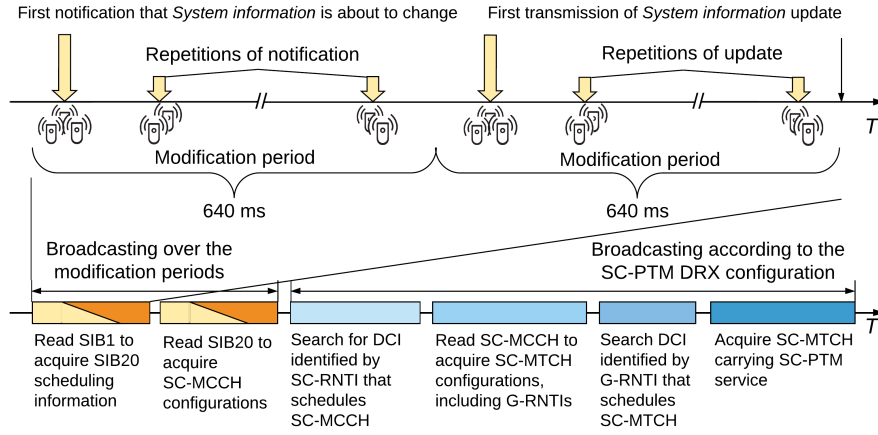 First notification that System information is about to change
First transmission of System information update
Repetitions of notification
Repetitions of update
T
Modification period
Modification period
640 ms
640 ms
Broadcasting over the
modification periods
Broadcasting according to the
SC-PTM DRX configuration
T
Read SIB1 to
acquire SIB20
scheduling
information
Read SIB20 to
acquire
SC-MCCH
configurations
Search for DCI
identified by
SC-RNTI that
schedules
SC-MCCH
Read SC-MCCH to
acquire SC-MTCH
configurations,
including G-RNTIs
Search DCI
identified by
G-RNTI that
schedules
SC-MTCH
Acquire SC-MTCH
carrying SC-PTM
service